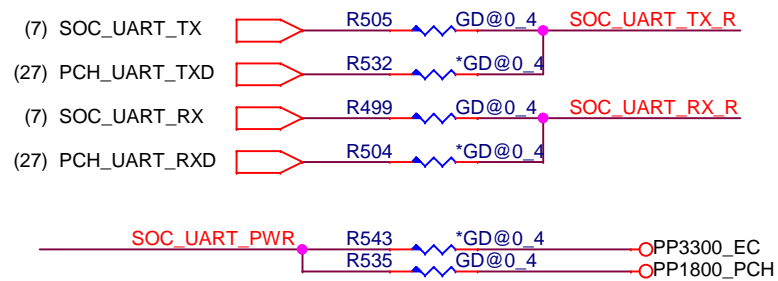 (7) SOC_UART_TX R505 GD@0_4 SOC_UART_TX_R
(27) PCH_UART_TXD R532 *GD@0_4
(7) SOC_UART_RX R499 GD@0_4 SOC_UART_RX_R
(27) PCH_UART_RXD R504 *GD@0_4
SOC_UART_PWR R543 *GD@0_4 PP3300_EC
R535 GD@0_4 PP1800_PCH